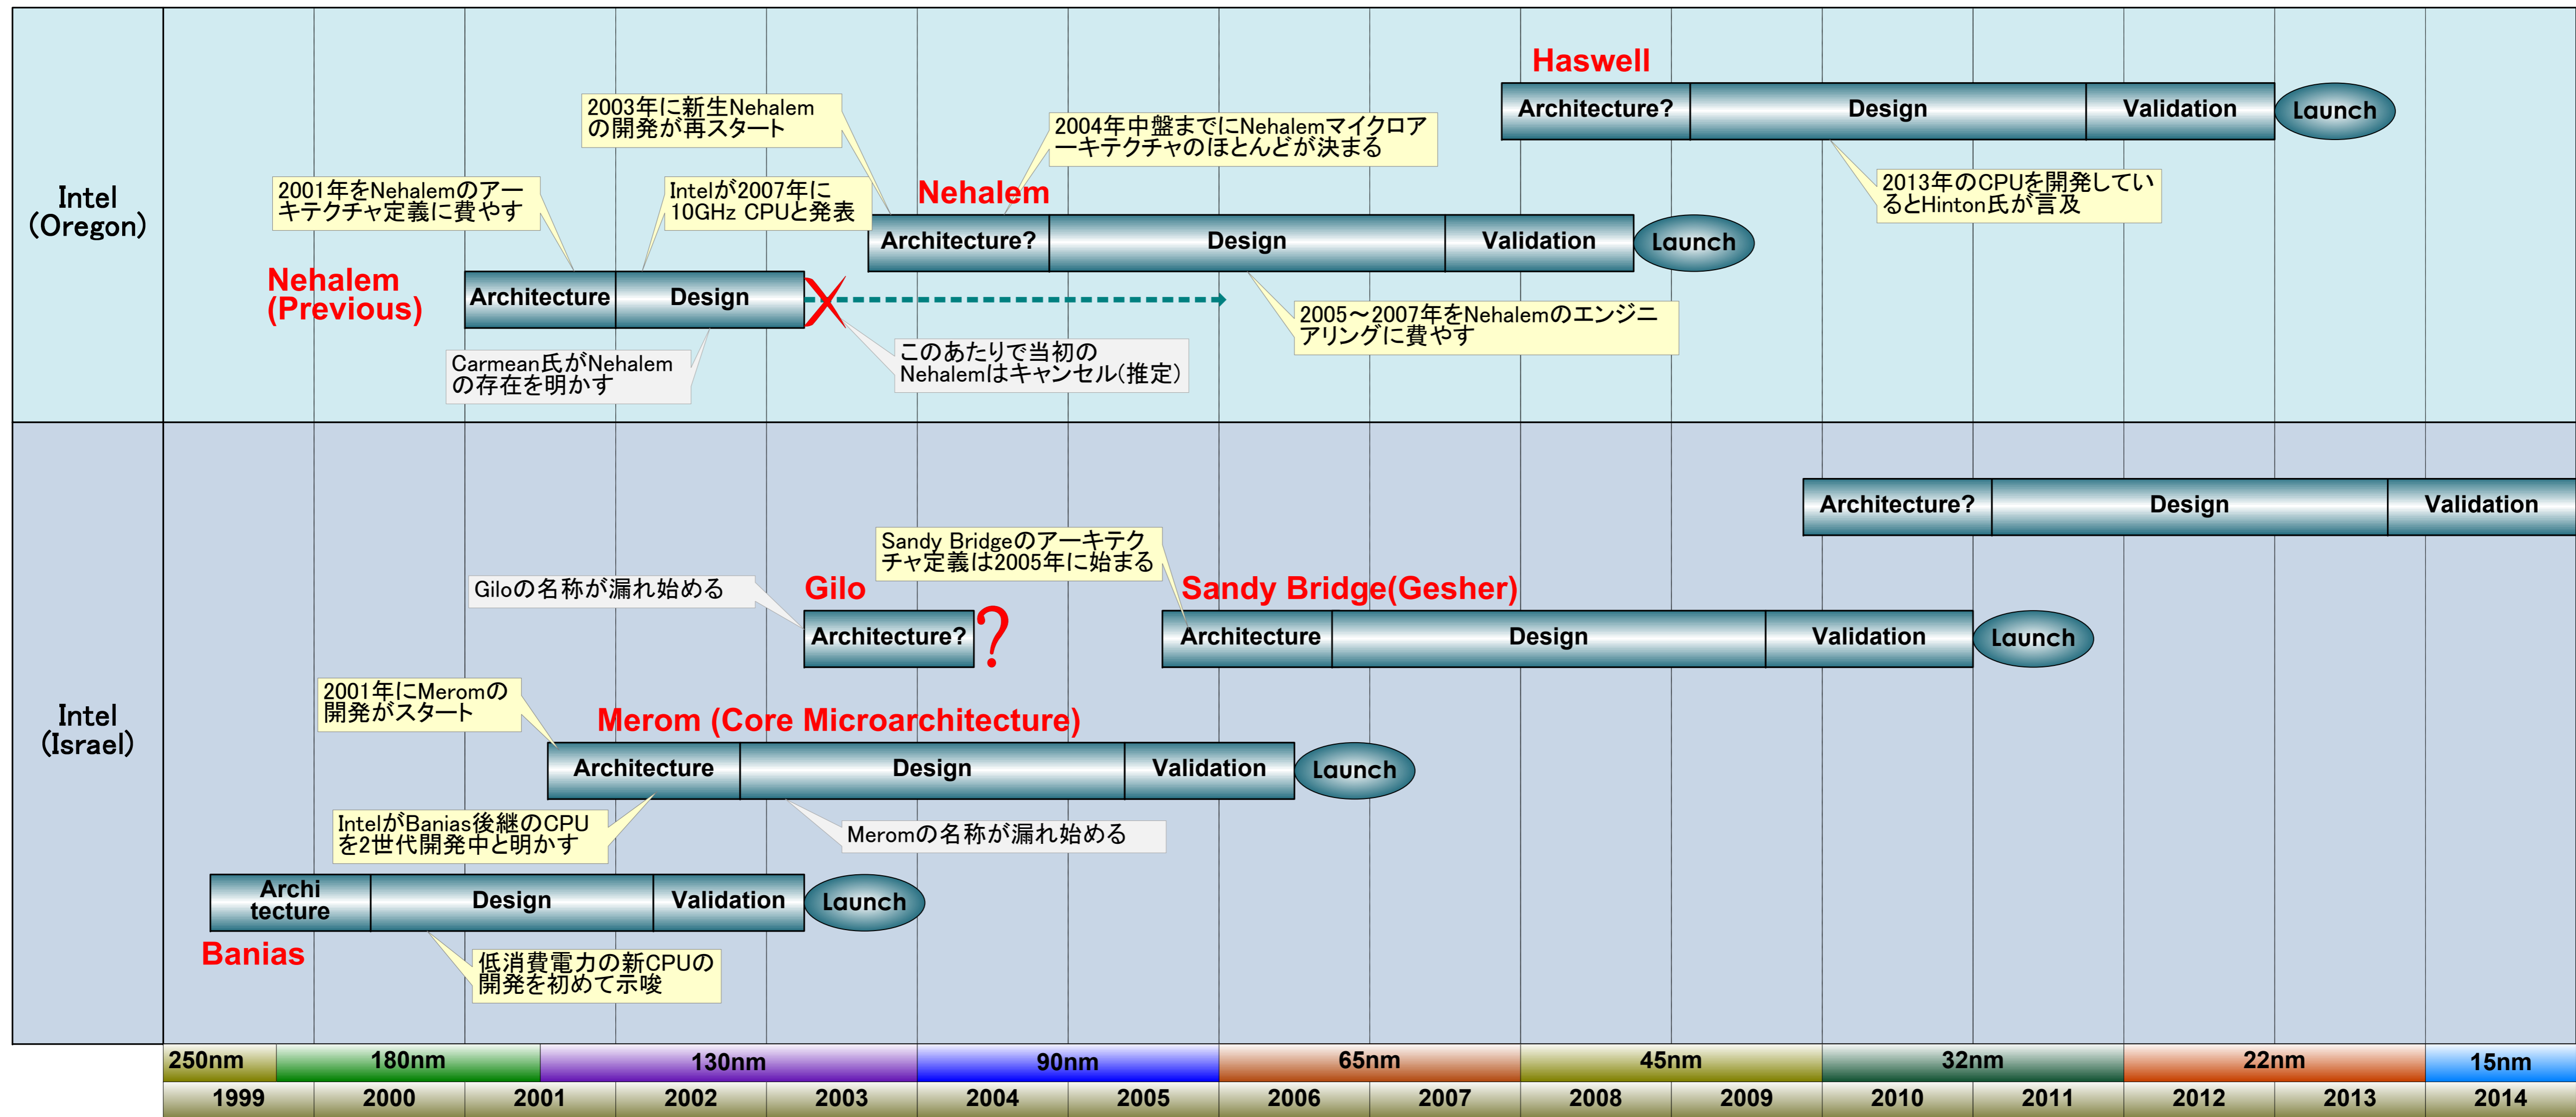 Intel
(Oregon)
Haswell
Architecture?
Design
Validation
Launch
2013年のCPUを開発してい
るとHinton氏が言及
2003年に新生Nehalem
の開発が再スタート
2004年中盤までにNehalemマイクロア
ーキテクチャのほとんどが決まる
Nehalem
Architecture?
Design
Validation
Launch
2005～2007年をNehalemのエンジニ
アリングに費やす
2001年をNehalemのアー
キテクチャ定義に費やす
Intelが2007年に
10GHz CPUと発表
Nehalem
(Previous)
Architecture
Design
X
Carmean氏がNehalem
の存在を明かす
このあたりで当初の
Nehalemはキャンセル(推定)
Intel
(Israel)
Architecture?
Design
Validation
Sandy Bridgeのアーキテク
チャ定義は2005年に始まる
Sandy Bridge(Gesher)
Architecture
Design
Validation
Launch
Giloの名称が漏れ始める
Gilo
Architecture?
?
2001年にMeromの
開発がスタート
Merom (Core Microarchitecture)
Architecture
Design
Validation
Launch
IntelがBanias後継のCPU
を2世代開発中と明かす
Meromの名称が漏れ始める
Archi
tecture
Design
Validation
Launch
Banias
低消費電力の新CPUの
開発を初めて示唆
250nm 180nm 130nm 90nm 65nm 45nm 32nm 22nm 15nm
1999 2000 2001 2002 2003 2004 2005 2006 2007 2008 2009 2010 2011 2012 2013 2014